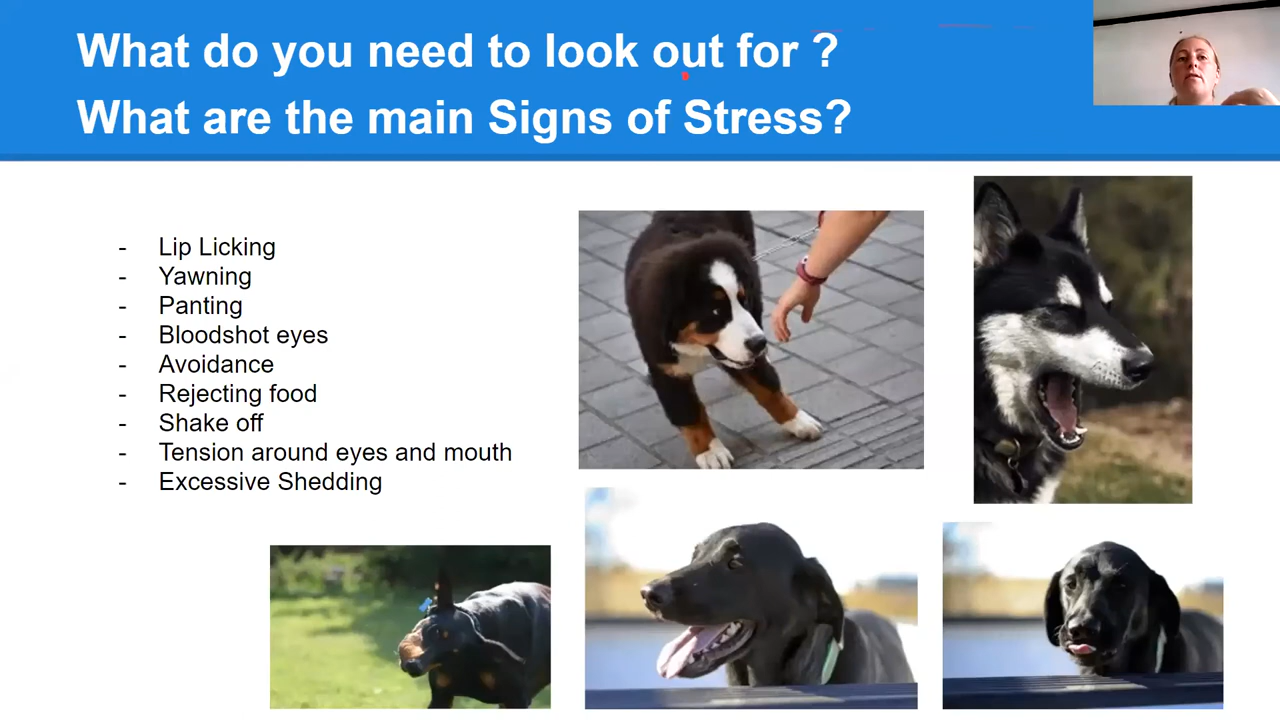 What do you need to look out for ?
What are the main Signs of Stress?
- Lip Licking
- Yawning
- Panting
- Bloodshot eyes
- Avoidance
- Rejecting food
- Shake off
- Tension around eyes and mouth
- Excessive Shedding